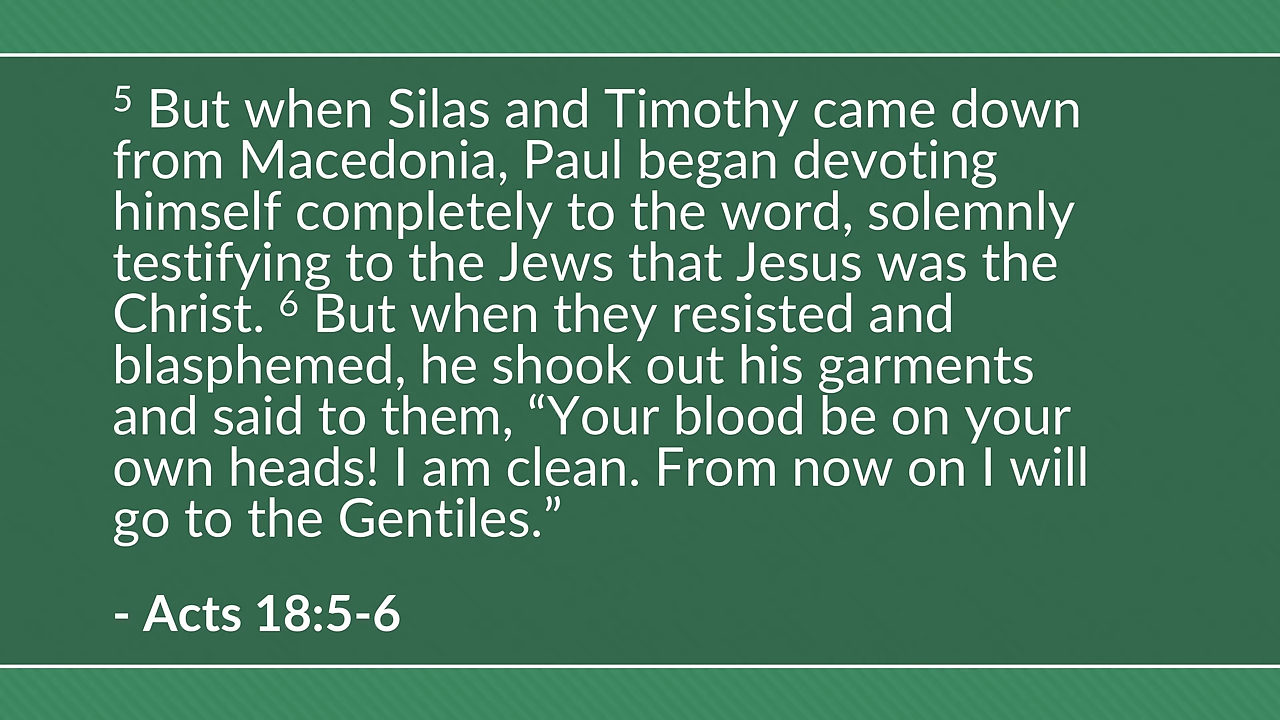 5 But when Silas and Timothy came down
from Macedonia, Paul began devoting
himself completely to the word, solemnly
testifying to the Jews that Jesus was the
Christ. 6 But when they resisted and
blasphemed, he shook out his garments
and said to them, “Your blood be on your
own heads! I am clean. From now on I will
go to the Gentiles.”
- Acts 18:5-6